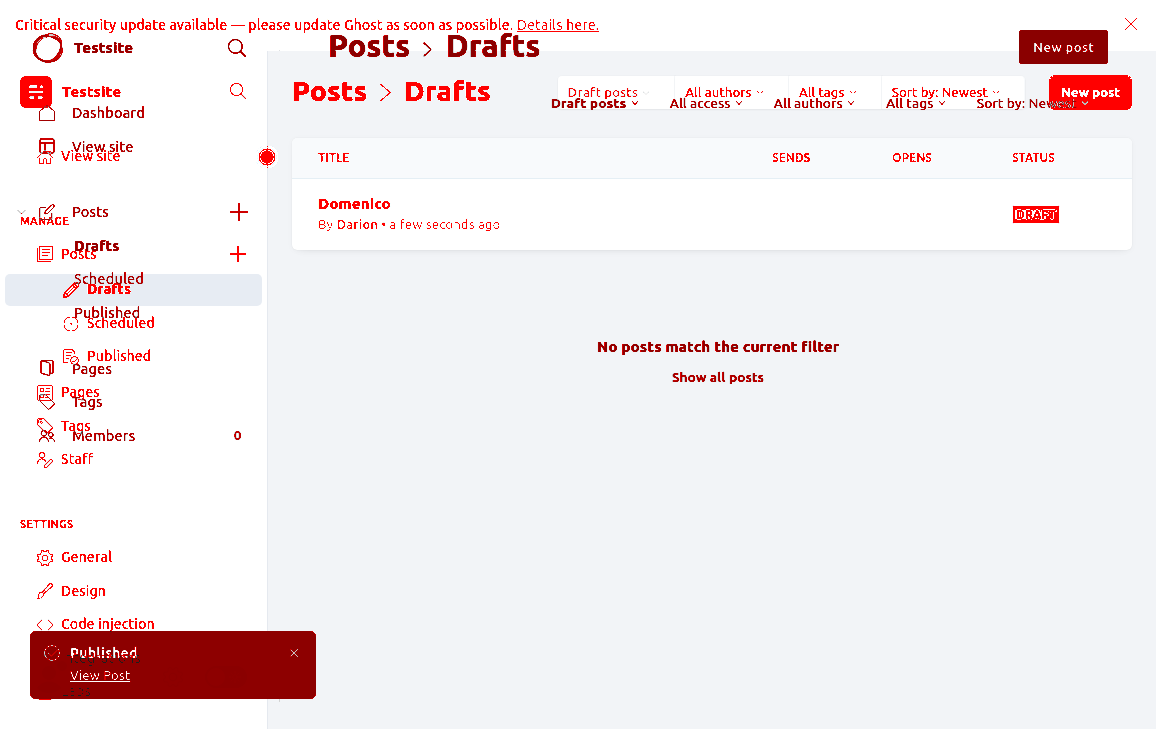 Critical security update available — please update Ghost as soon as possible. Details here.
Testsite
Posts > Drafts
New post
Testsite
Posts > Drafts
Draft posts
All authors
All tags
Sort by: Newest
New post
Draft posts
All access
All authors
All tags
Sort by: Newest
Dashboard
View site
View site
TITLE SENDS OPENS STATUS
Posts
MANAGE
Domenico
By Darion • a few seconds ago
DRAFT
Drafts
Posts
Scheduled
Drafts
Published
Scheduled
Published
Pages
Pages
Tags
Tags
Members 0
Staff
No posts match the current filter
Show all posts
SETTINGS
General
Design
Code injection
Published
View Post